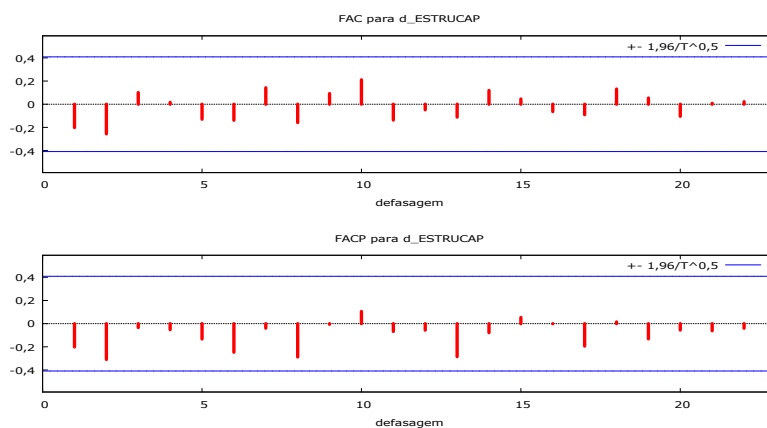 FAC para d_ESTRUCAP
+- 1,96/T^0,5
0,4
0,2
0
-0,2
-0,4
0 5 10 15 20
defasagem
FACP para d_ESTRUCAP
+- 1,96/T^0,5
0,4
0,2
0
-0,2
-0,4
0 5 10 15 20
defasagem